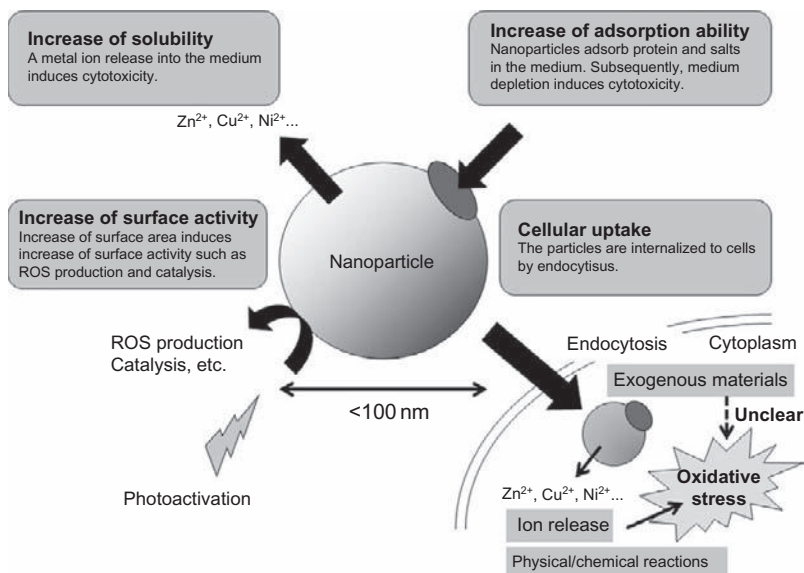 Increase of solubility
A metal ion release into the medium
induces cytotoxicity.
Zn²⁺, Cu²⁺, Ni²⁺...
Increase of adsorption ability
Nanoparticles adsorb protein and salts
in the medium. Subsequently, medium
depletion induces cytotoxicity.
Increase of surface activity
Increase of surface area induces
increase of surface activity such as
ROS production and catalysis.
Nanoparticle
Cellular uptake
The particles are internalized to cells
by endocytisus.
ROS production
Catalysis, etc.
<100 nm
Photoactivation
Endocytosis
Cytoplasm
Exogenous materials
Unclear
Oxidative
stress
Zn²⁺, Cu²⁺, Ni²⁺...
Ion release
Physical/chemical reactions